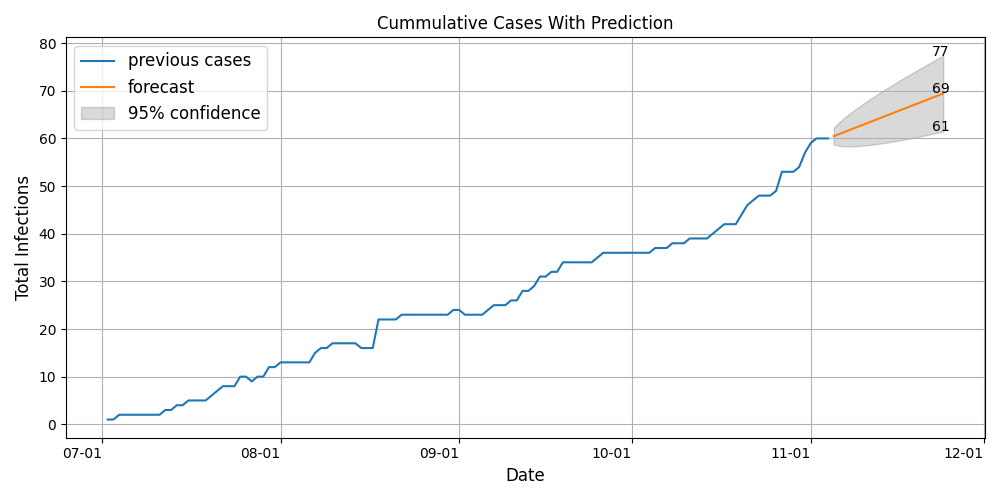 Cummulative Cases With Prediction
previous cases
forecast
95% confidence
77
69
61
80
70
60
50
40
30
20
10
0
Total Infections
07-01 08-01 09-01 10-01 11-01 12-01
Date